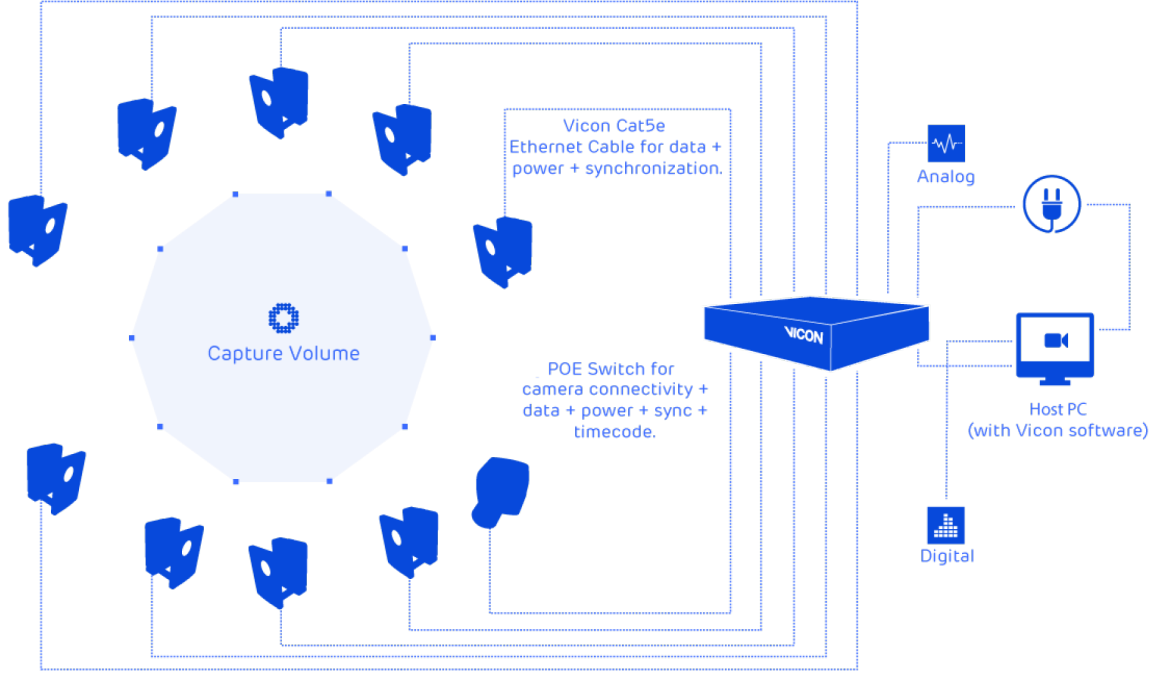 Vicon Cat5e
Ethernet Cable for data +
power + synchronization.
Analog
Capture Volume
VICON
POE Switch for
camera connectivity +
data + power + sync +
timecode.
Host PC
(with Vicon software)
Digital